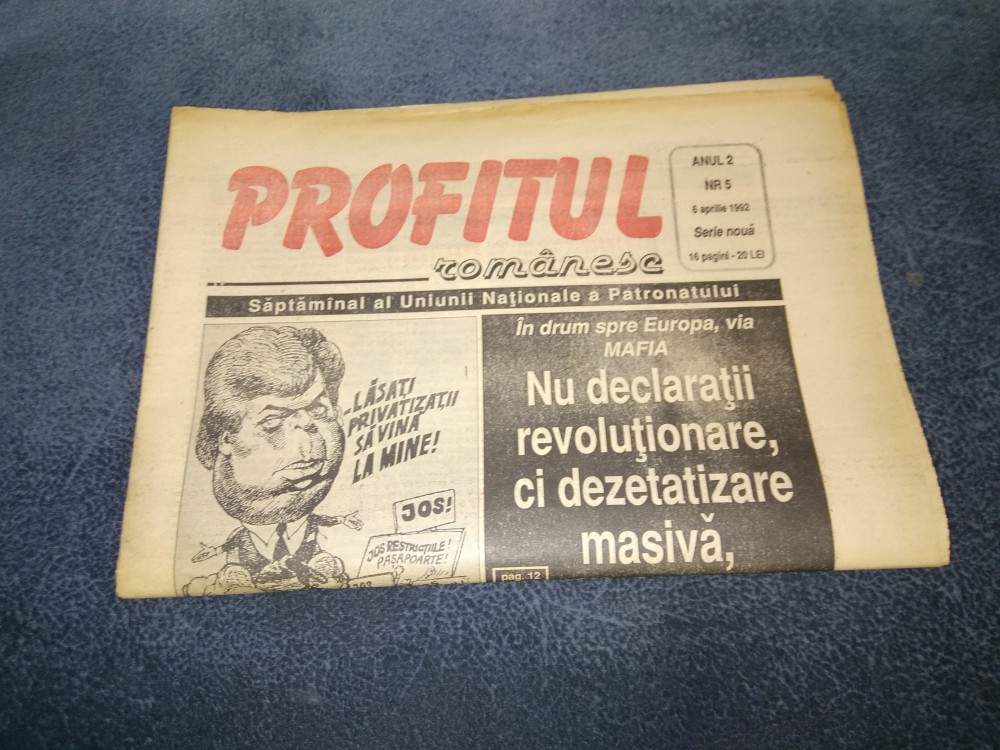 PROFITUL
românesc
ANUL 2
NR 5
6 aprilie 1992
Serie nouă
16 pagini - 20 LEI
Săptămînal al Uniunii Naţionale a Patronatului
-LĂSAŢI
PRIVATIZAŢII
SĂ VINĂ
LA MINE!
JOS!
JOS RESTRICŢIILE!
PAŞAPOARTE!
În drum spre Europa, via
MAFIA
Nu declaraţii
revoluţionare,
ci dezetatizare
masivă,
pag. 12